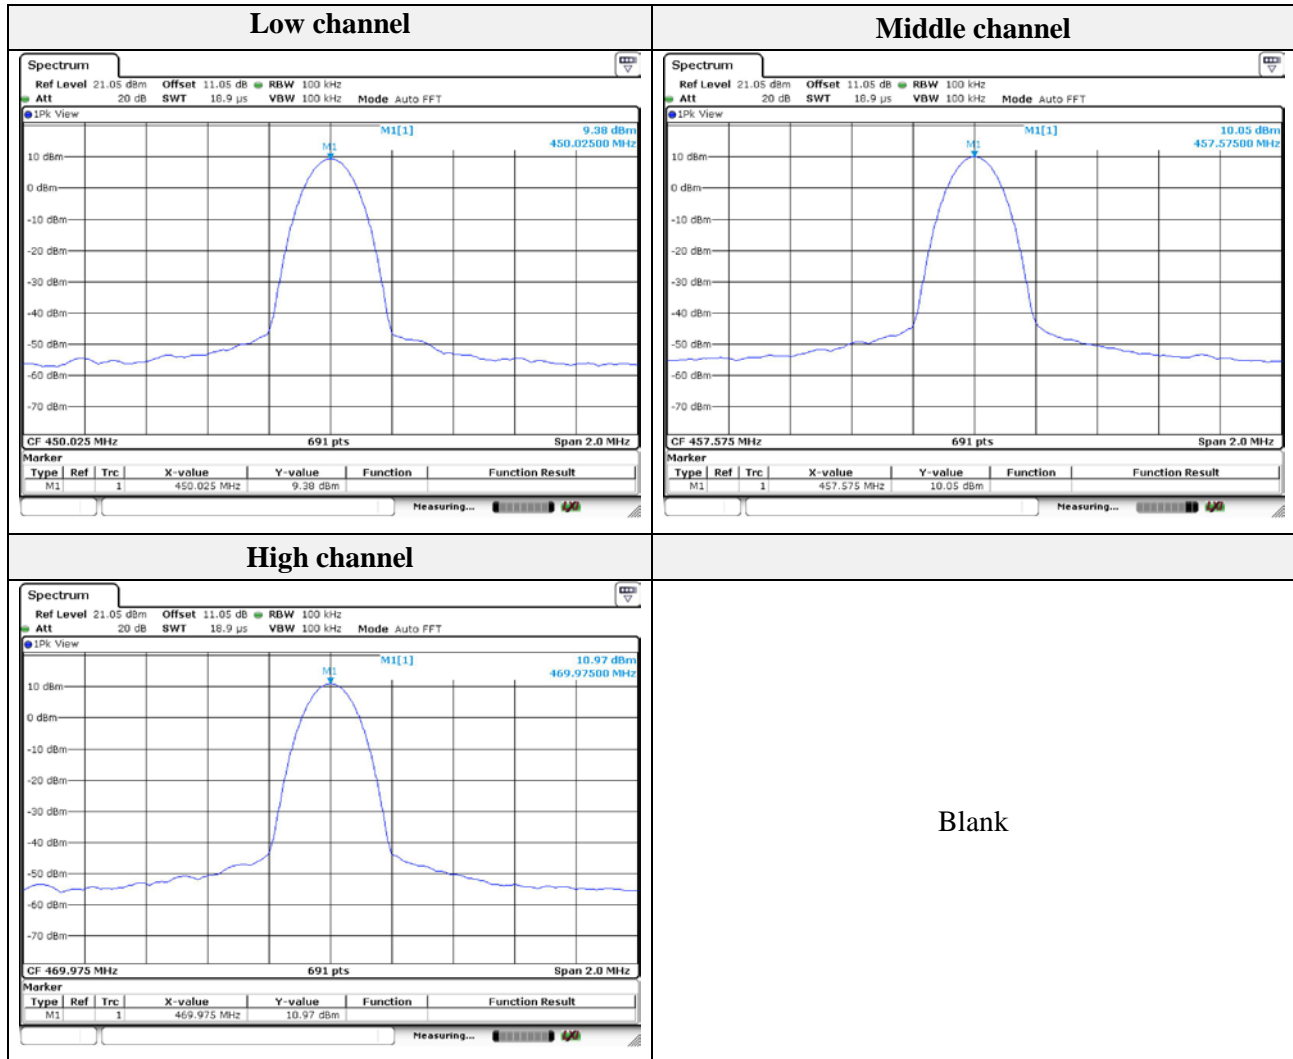 Low channel
Middle channel
Spectrum
Ref Level 21.05 dBm Offset 11.05 dB RBW 100 kHz
Att 20 dB SWT 18.9 µs VBW 100 kHz Mode Auto FFT
1Pk View
M1[1] 9.38 dBm
450.02500 MHz
M1
10 dBm
0 dBm
-10 dBm
-20 dBm
-30 dBm
-40 dBm
-50 dBm
-60 dBm
-70 dBm
CF 450.025 MHz 691 pts Span 2.0 MHz
Marker
Type Ref Trc X-value Y-value Function Function Result
M1 1 450.025 MHz 9.38 dBm
Measuring...
Spectrum
Ref Level 21.05 dBm Offset 11.05 dB RBW 100 kHz
Att 20 dB SWT 18.9 µs VBW 100 kHz Mode Auto FFT
1Pk View
M1[1] 10.05 dBm
457.57500 MHz
M1
10 dBm
0 dBm
-10 dBm
-20 dBm
-30 dBm
-40 dBm
-50 dBm
-60 dBm
-70 dBm
CF 457.575 MHz 691 pts Span 2.0 MHz
Marker
Type Ref Trc X-value Y-value Function Function Result
M1 1 457.575 MHz 10.05 dBm
Measuring...
High channel
Spectrum
Ref Level 21.05 dBm Offset 11.05 dB RBW 100 kHz
Att 20 dB SWT 18.9 µs VBW 100 kHz Mode Auto FFT
1Pk View
M1[1] 10.97 dBm
469.97500 MHz
M1
10 dBm
0 dBm
-10 dBm
-20 dBm
-30 dBm
-40 dBm
-50 dBm
-60 dBm
-70 dBm
CF 469.975 MHz 691 pts Span 2.0 MHz
Marker
Type Ref Trc X-value Y-value Function Function Result
M1 1 469.975 MHz 10.97 dBm
Measuring...
Blank